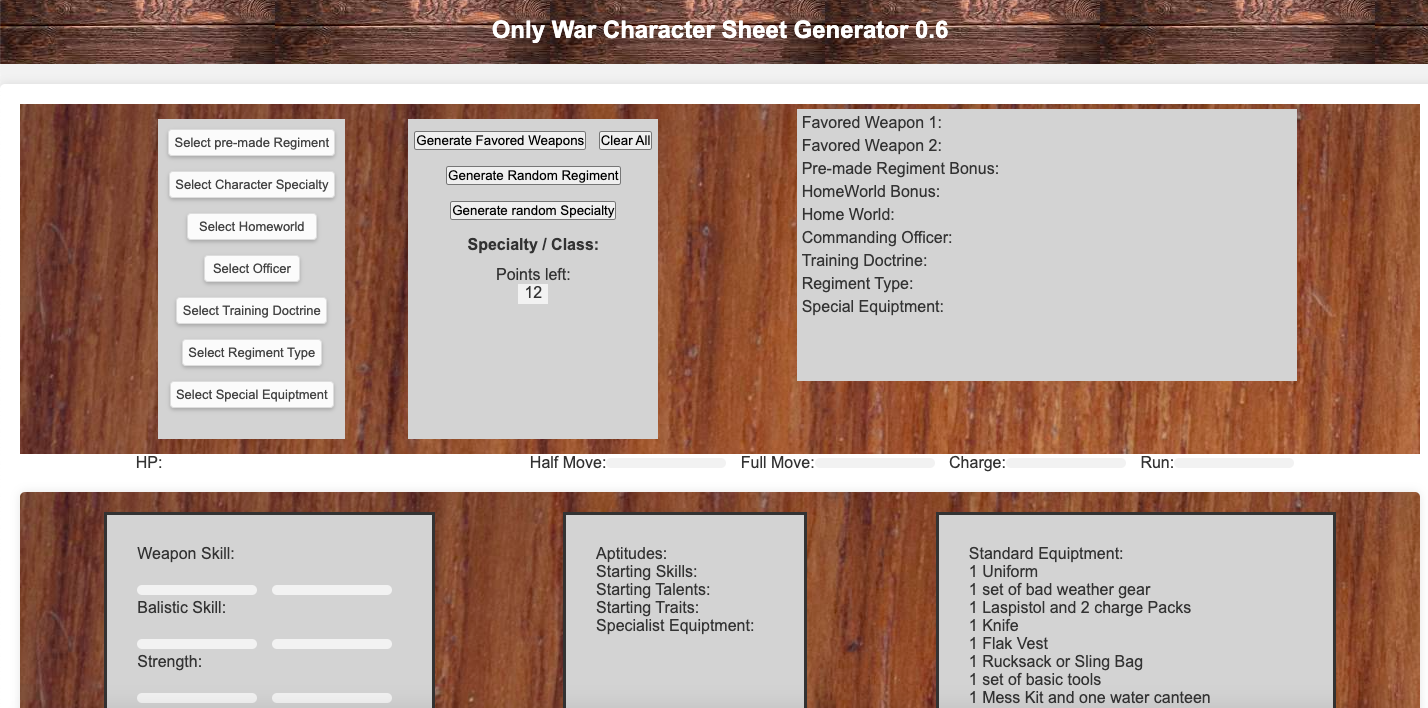 Only War Character Sheet Generator 0.6
Select pre-made Regiment
Select Character Specialty
Select Homeworld
Select Officer
Select Training Doctrine
Select Regiment Type
Select Special Equiptment
Generate Favored Weapons Clear All
Generate Random Regiment
Generate random Specialty
Specialty / Class:
Points left:
12
Favored Weapon 1:
Favored Weapon 2:
Pre-made Regiment Bonus:
HomeWorld Bonus:
Home World:
Commanding Officer:
Training Doctrine:
Regiment Type:
Special Equiptment:
HP: Half Move: Full Move: Charge: Run:
Weapon Skill:
Balistic Skill:
Strength:
Aptitudes:
Starting Skills:
Starting Talents:
Starting Traits:
Specialist Equiptment:
Standard Equiptment:
1 Uniform
1 set of bad weather gear
1 Laspistol and 2 charge Packs
1 Knife
1 Flak Vest
1 Rucksack or Sling Bag
1 set of basic tools
1 Mess Kit and one water canteen